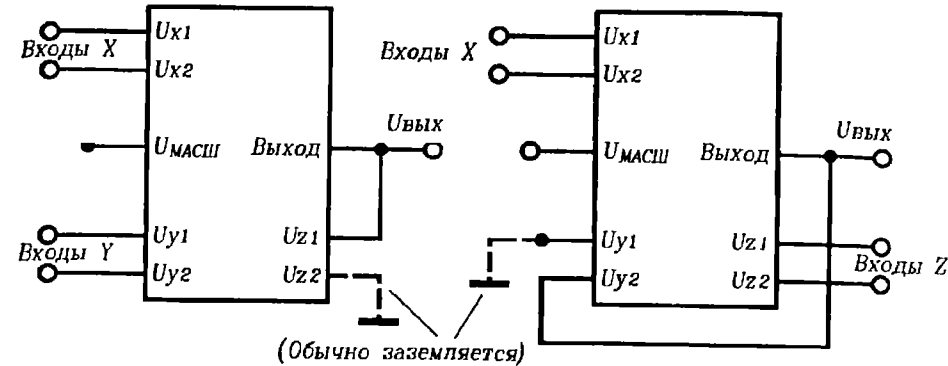 Входы X
Ux1
Ux2
UМАСШ
Входы Y
Uy1
Uy2
Выход
Uвых
Uz1
Uz2
Входы X
Ux1
Ux2
UМАСШ
Uy1
Uy2
Выход
Uвых
Uz1
Uz2
Входы Z
(Обычно заземляется)